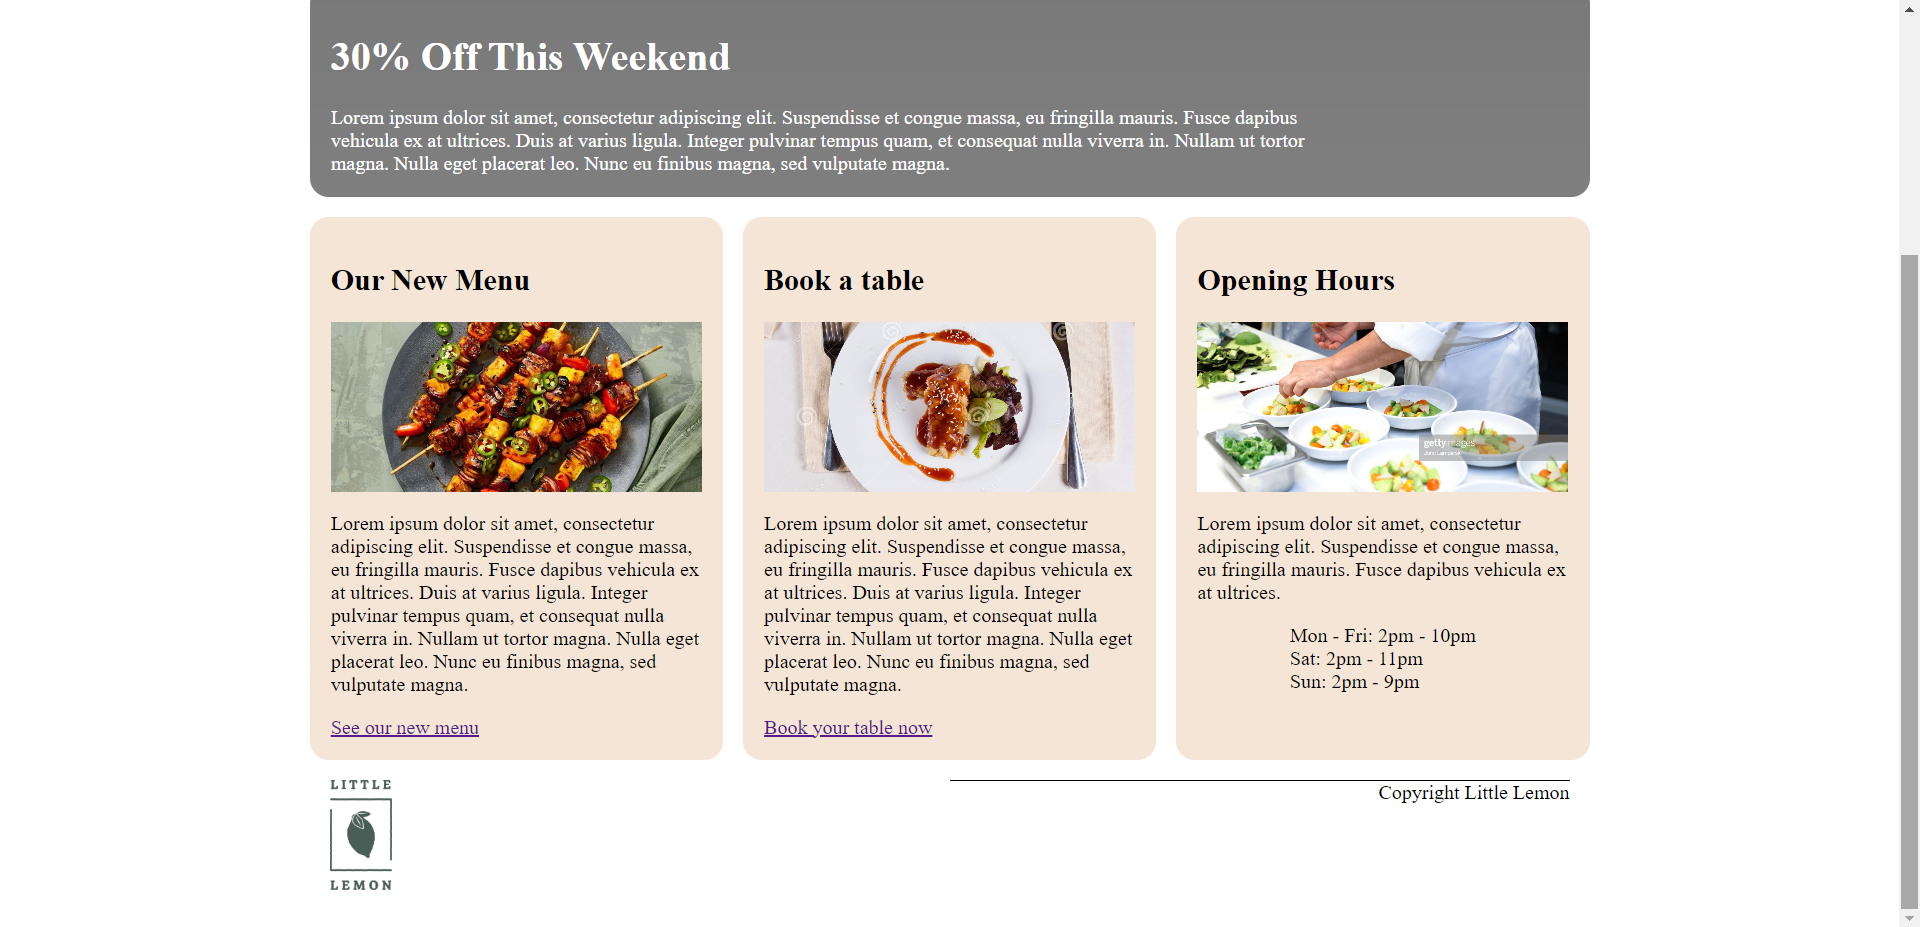 30% Off This Weekend
Lorem ipsum dolor sit amet, consectetur adipiscing elit. Suspendisse et congue massa, eu fringilla mauris. Fusce dapibus
vehicula ex at ultrices. Duis at varius ligula. Integer pulvinar tempus quam, et consequat nulla viverra in. Nullam ut tortor
magna. Nulla eget placerat leo. Nunc eu finibus magna, sed vulputate magna.
Our New Menu
Lorem ipsum dolor sit amet, consectetur
adipiscing elit. Suspendisse et congue massa,
eu fringilla mauris. Fusce dapibus vehicula ex
at ultrices. Duis at varius ligula. Integer
pulvinar tempus quam, et consequat nulla
viverra in. Nullam ut tortor magna. Nulla eget
placerat leo. Nunc eu finibus magna, sed
vulputate magna.
See our new menu
Book a table
Lorem ipsum dolor sit amet, consectetur
adipiscing elit. Suspendisse et congue massa,
eu fringilla mauris. Fusce dapibus vehicula ex
at ultrices. Duis at varius ligula. Integer
pulvinar tempus quam, et consequat nulla
viverra in. Nullam ut tortor magna. Nulla eget
placerat leo. Nunc eu finibus magna, sed
vulputate magna.
Book your table now
Opening Hours
gettyimages
Lorem ipsum dolor sit amet, consectetur
adipiscing elit. Suspendisse et congue massa,
eu fringilla mauris. Fusce dapibus vehicula ex
at ultrices.
Mon - Fri: 2pm - 10pm
Sat: 2pm - 11pm
Sun: 2pm - 9pm
LITTLE
LEMON
Copyright Little Lemon